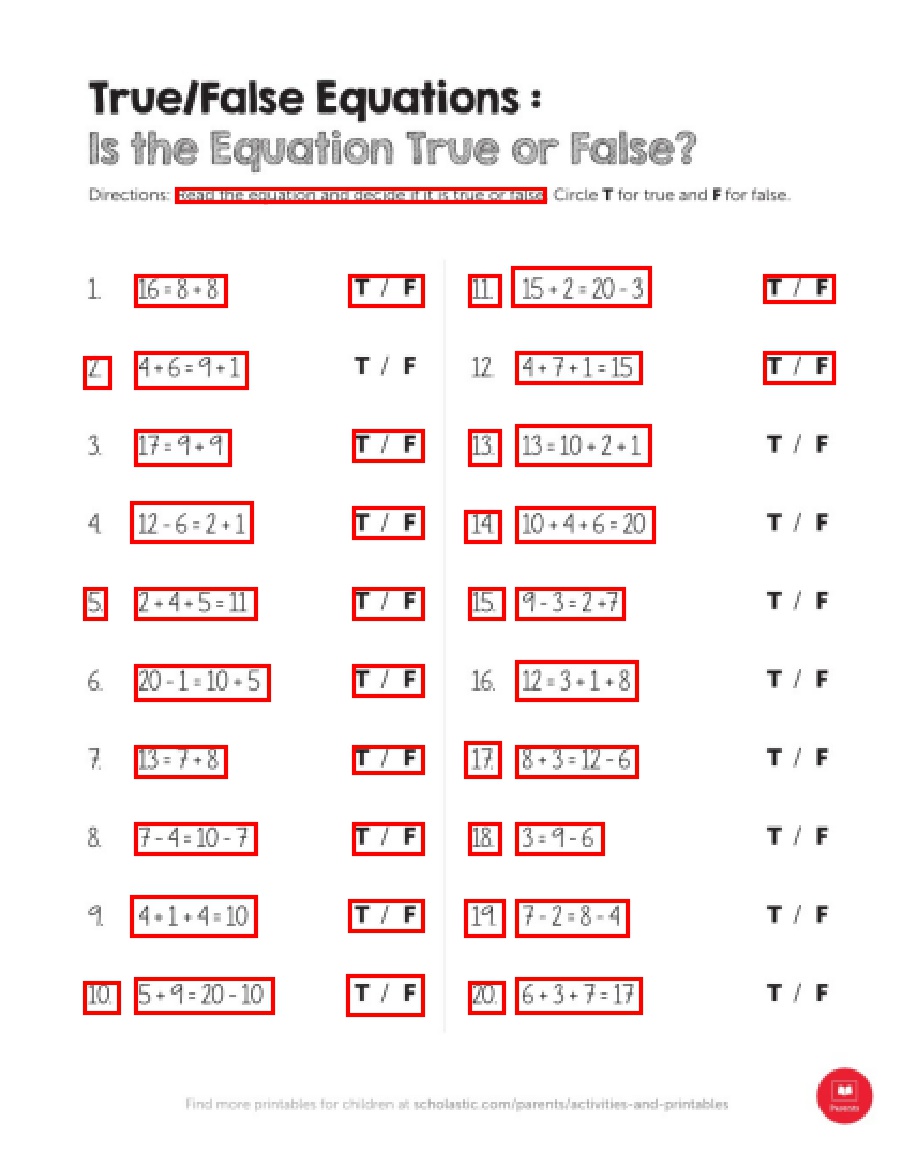 True/False Equations :
Is the Equation True or False?
Directions: Read the equation and decide if it is true or false. Circle T for true and F for false.
1. 16 = 8 + 8 T / F
2. 4 + 6 = 9 + 1 T / F
3. 17 = 9 + 9 T / F
4. 12 - 6 = 2 + 1 T / F
5. 2 + 4 + 5 = 11 T / F
6. 20 - 1 = 10 + 5 T / F
7. 13 = 7 + 8 T / F
8. 7 - 4 = 10 - 7 T / F
9. 4 + 1 + 4 = 10 T / F
10. 5 + 9 = 20 - 10 T / F
11. 15 + 2 = 20 - 3 T / F
12. 4 + 7 + 1 = 15 T / F
13. 13 = 10 + 2 + 1 T / F
14. 10 + 4 + 6 = 20 T / F
15. 9 - 3 = 2 + 7 T / F
16. 12 = 3 + 1 + 8 T / F
17. 8 + 3 = 12 - 6 T / F
18. 3 = 9 - 6 T / F
19. 7 - 2 = 8 - 4 T / F
20. 6 + 3 + 7 = 17 T / F
Find more printables for children at scholastic.com/parents/activities-and-printables
Parents